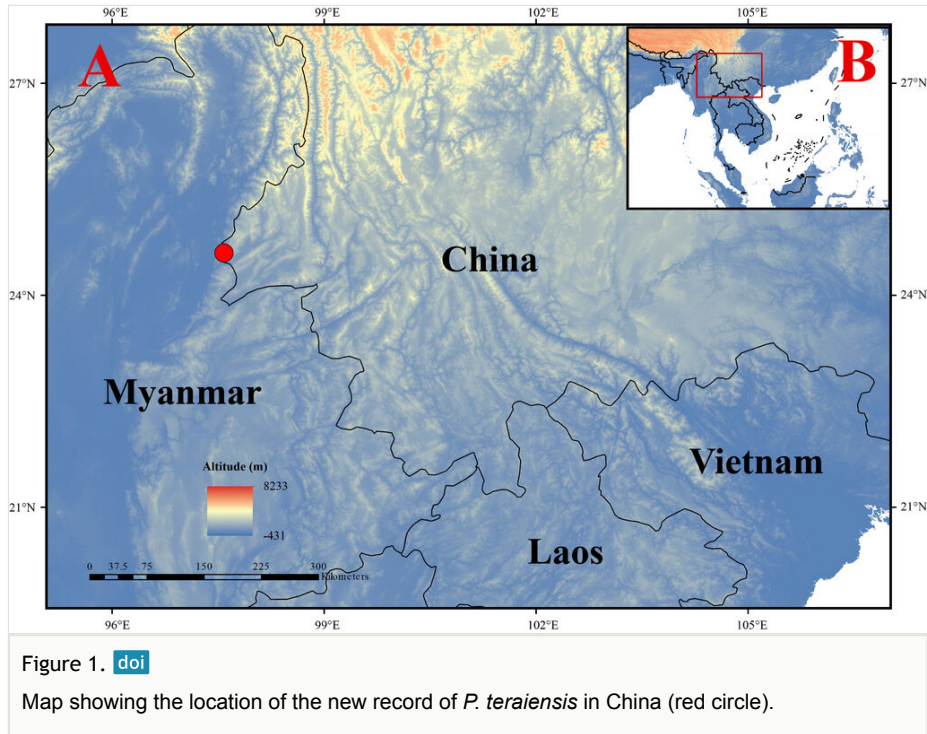 96°E 99°E 102°E 105°E
A
B
27°N
27°N
China
24°N
24°N
Myanmar
Vietnam
Altitude (m)
8233
-431
21°N
21°N
Laos
0 37.5 75 150 225 300
Kilometers
96°E 99°E 102°E 105°E
Figure 1. doi
Map showing the location of the new record of P. teraiensis in China (red circle).